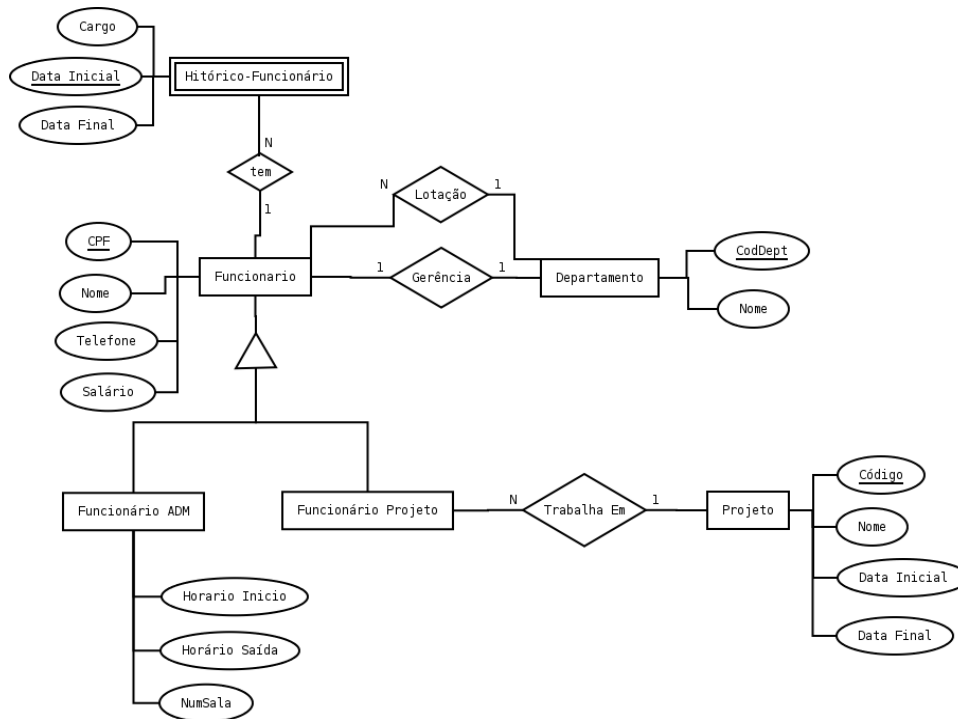 Cargo
Data Inicial
Hitórico-Funcionário
Data Final
N
tem
1
N
Lotação
1
CPF
Nome
Telefone
Salário
Funcionario
1
Gerência
1
Departamento
CodDept
Nome
Funcionário ADM
Funcionário Projeto
N
Trabalha Em
1
Projeto
Código
Nome
Data Inicial
Data Final
Horario Inicio
Horário Saída
NumSala